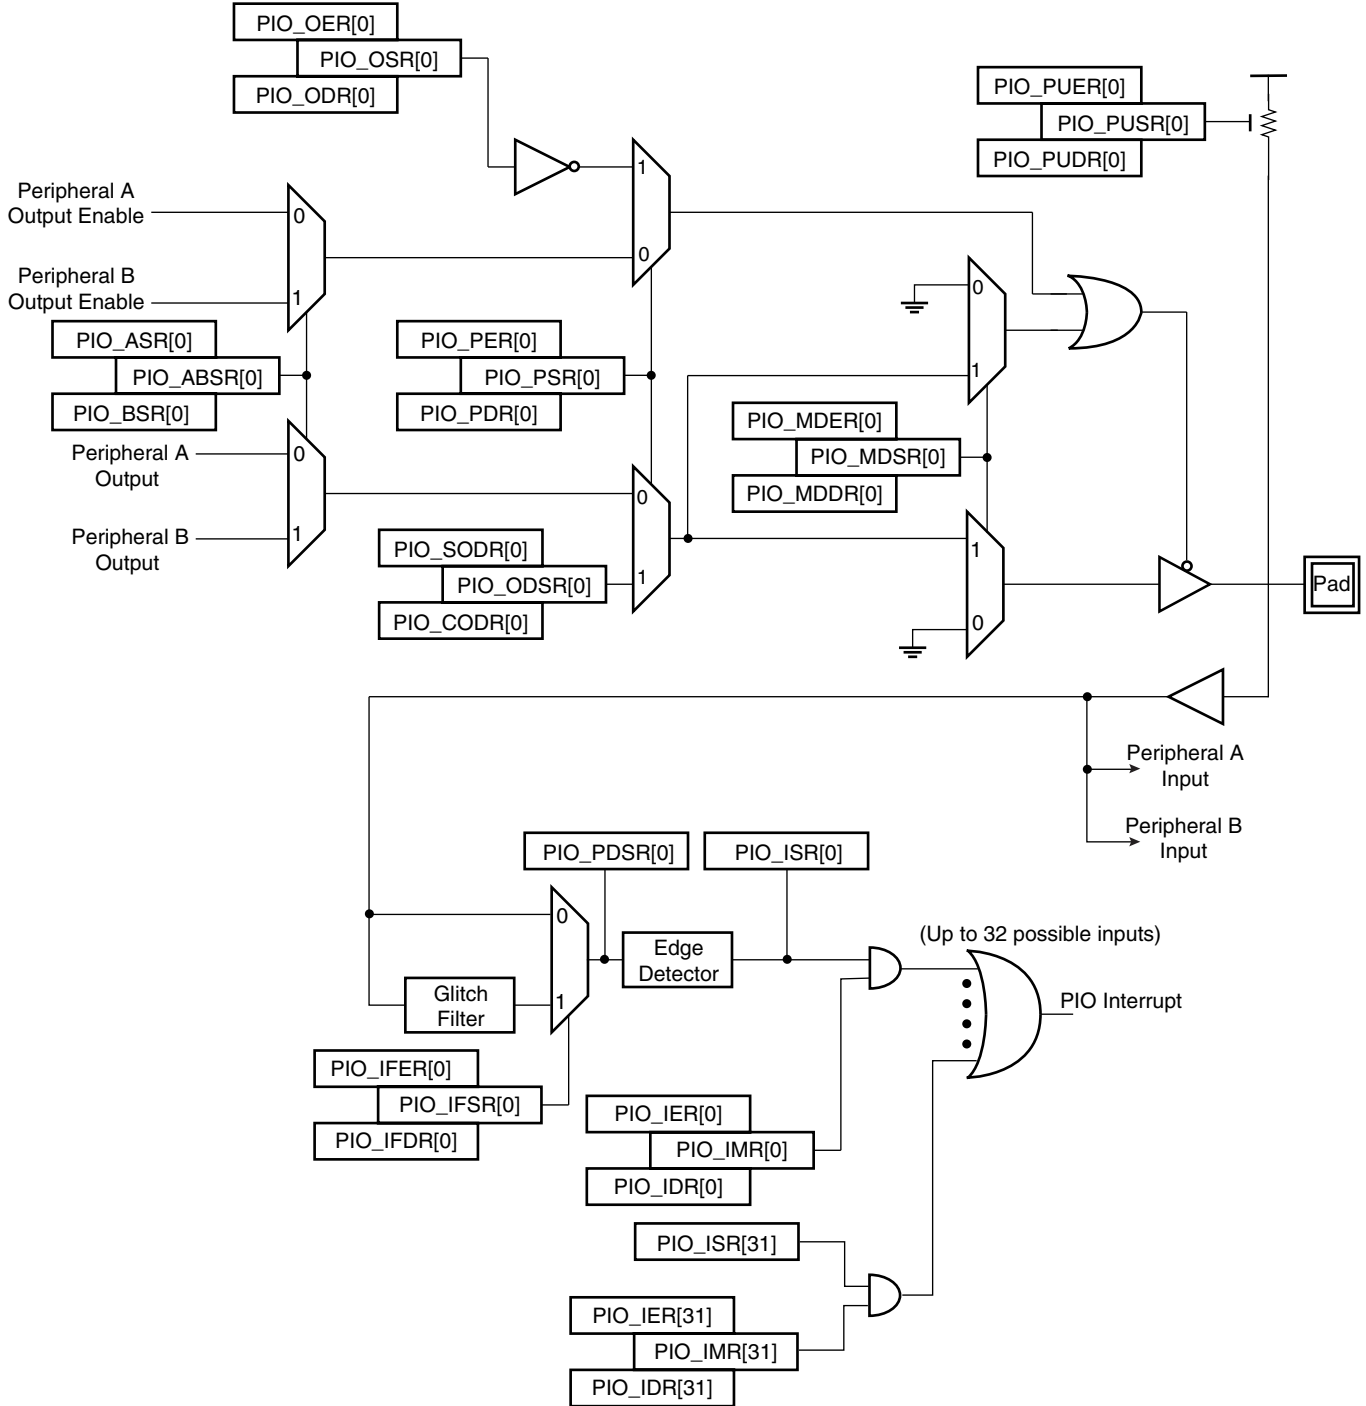 PIO_OER[0]
PIO_OSR[0]
PIO_ODR[0]
PIO_PUER[0]
PIO_PUSR[0]
PIO_PUDR[0]
1
0
Peripheral A
Output Enable
0
Peripheral B
Output Enable
1
PIO_ASR[0]
PIO_ABSR[0]
PIO_BSR[0]
PIO_PER[0]
PIO_PSR[0]
PIO_PDR[0]
0
1
PIO_MDER[0]
PIO_MDSR[0]
PIO_MDDR[0]
Peripheral A
Output
0
Peripheral B
Output
1
0
1
PIO_SODR[0]
PIO_ODSR[0]
PIO_CODR[0]
1
0
Pad
Peripheral A
Input
Peripheral B
Input
PIO_PDSR[0]
PIO_ISR[0]
0
1
Glitch
Filter
Edge
Detector
(Up to 32 possible inputs)
PIO Interrupt
PIO_IFER[0]
PIO_IFSR[0]
PIO_IFDR[0]
PIO_IER[0]
PIO_IMR[0]
PIO_IDR[0]
PIO_ISR[31]
PIO_IER[31]
PIO_IMR[31]
PIO_IDR[31]